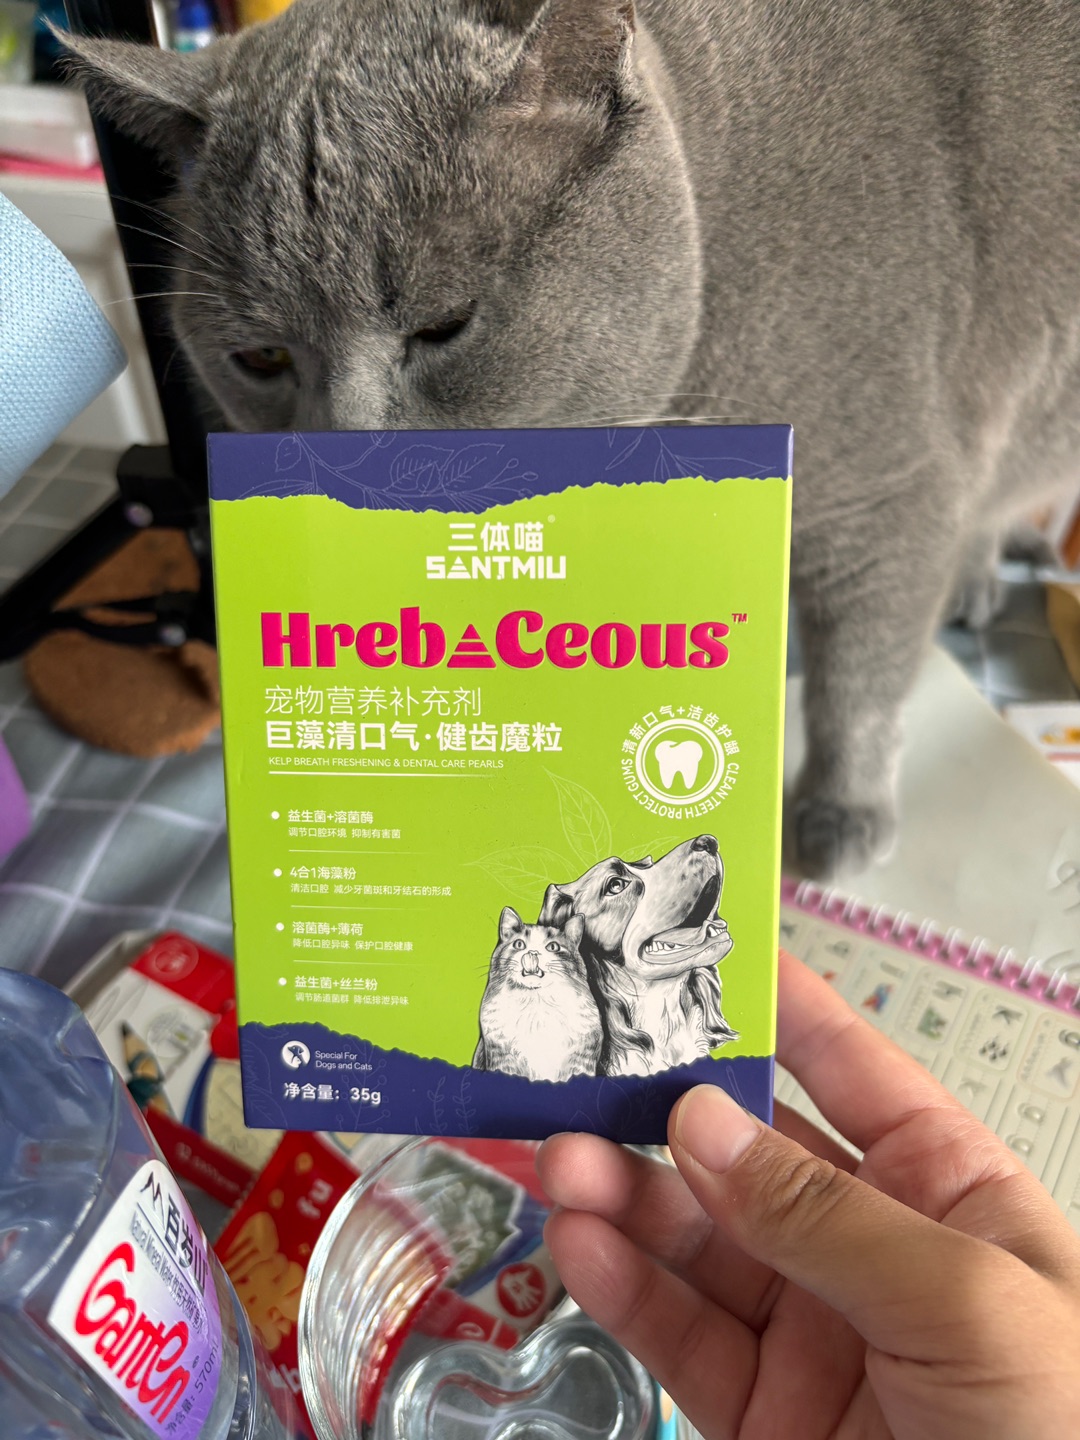 三体喵®
SANTMIU
HrebaCeous™
宠物营养补充剂
巨藻清口气·健齿魔粒
KELP BREATH FRESHENING & DENTAL CARE PEARLS
清新口气+洁齿护龈
CLEAN TEETH PROTECT GUMS
益生菌+溶菌酶
调节口腔环境 抑制有害菌
4合1海藻粉
清洁口腔 减少牙菌斑和牙结石的形成
溶菌酶+薄荷
降低口腔异味 保护口腔健康
益生菌+丝兰粉
调节肠道菌群 降低排泄异味
Special For
Dogs and Cats
净含量：35g
百岁山
Ganten
净含量：570m
fu